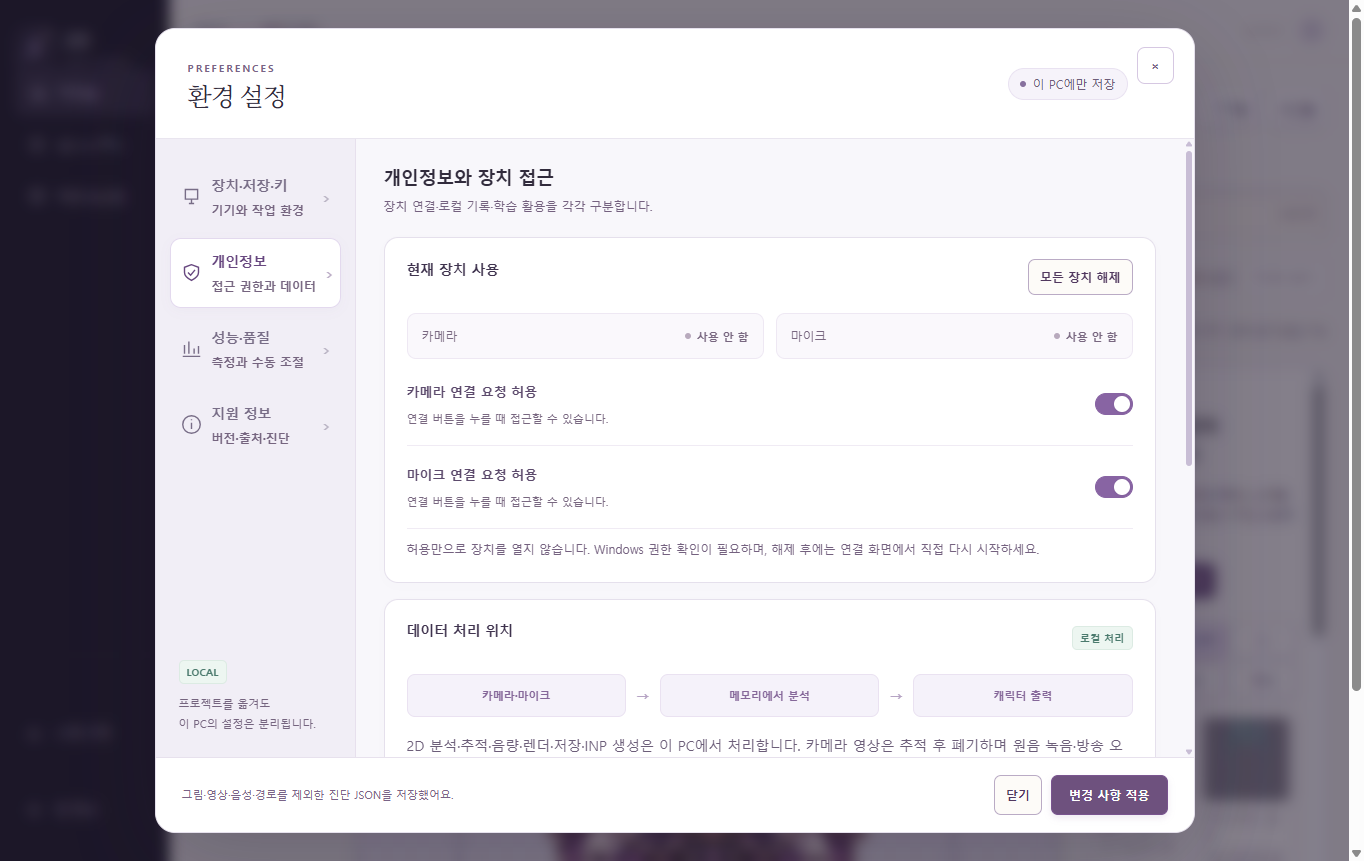 PREFERENCES
환경 설정
이 PC에만 저장
×
장치·저장·키
기기와 작업 환경
개인정보
접근 권한과 데이터
성능·품질
측정과 수동 조절
지원 정보
버전·출처·진단
LOCAL
프로젝트를 옮겨도
이 PC의 설정은 분리됩니다.
개인정보와 장치 접근
장치 연결·로컬 기록·학습 활용을 각각 구분합니다.
현재 장치 사용
모든 장치 해제
카메라
사용 안 함
마이크
사용 안 함
카메라 연결 요청 허용
연결 버튼을 누를 때 접근할 수 있습니다.
마이크 연결 요청 허용
연결 버튼을 누를 때 접근할 수 있습니다.
허용만으로 장치를 열지 않습니다. Windows 권한 확인이 필요하며, 해제 후에는 연결 화면에서 직접 다시 시작하세요.
데이터 처리 위치
로컬 처리
카메라·마이크
→
메모리에서 분석
→
캐릭터 출력
2D 분석·추적·음량·렌더·저장·INP 생성은 이 PC에서 처리합니다. 카메라 영상은 추적 후 폐기하며 원음 녹음·방송 오
그림·영상·음성·경로를 제외한 진단 JSON을 저장했어요.
닫기
변경 사항 적용